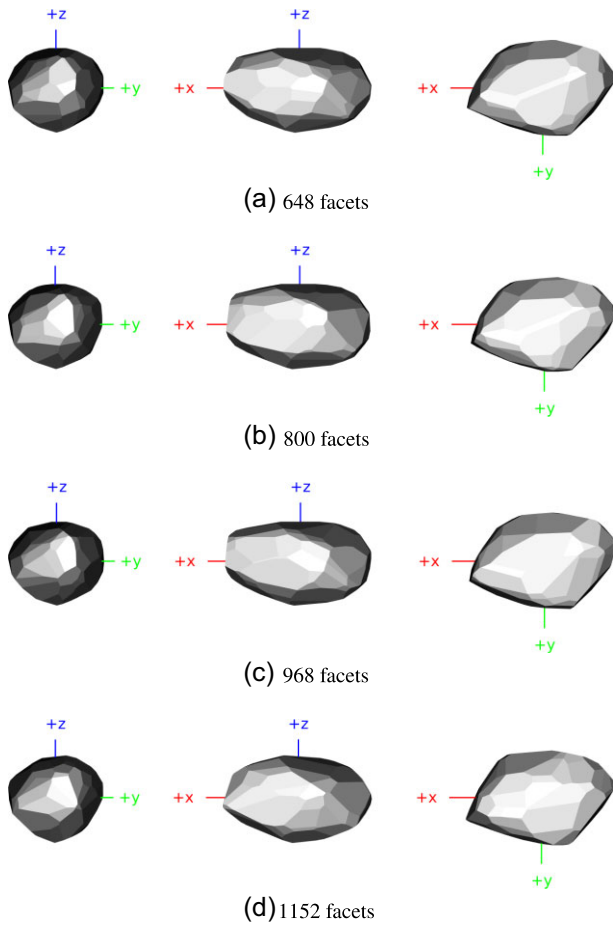 +z +z
+y +x +x
+y
(a) 648 facets
+z +z
+y +x +x
+y
(b) 800 facets
+z +z
+y +x +x
+y
(c) 968 facets
+z +z
+y +x +x
+y
(d) 1152 facets